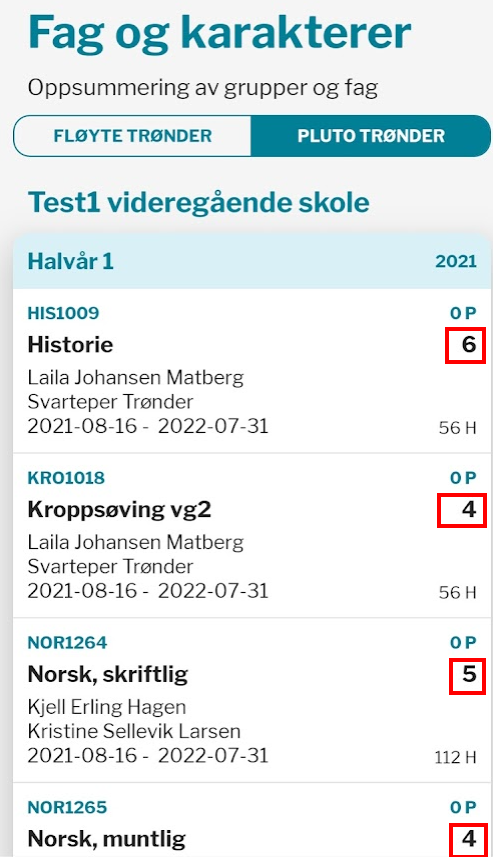 Fag og karakterer
Oppsummering av grupper og fag
FLØYTE TRØNDER PLUTO TRØNDER
Test1 videregående skole
Halvår 1 2021
HIS1009 0 P
Historie 6
Laila Johansen Matberg
Svarteper Trønder
2021-08-16 - 2022-07-31 56 H
KRO1018 0 P
Kroppsøving vg2 4
Laila Johansen Matberg
Svarteper Trønder
2021-08-16 - 2022-07-31 56 H
NOR1264 0 P
Norsk, skriftlig 5
Kjell Erling Hagen
Kristine Sellevik Larsen
2021-08-16 - 2022-07-31 112 H
NOR1265 0 P
Norsk, muntlig 4